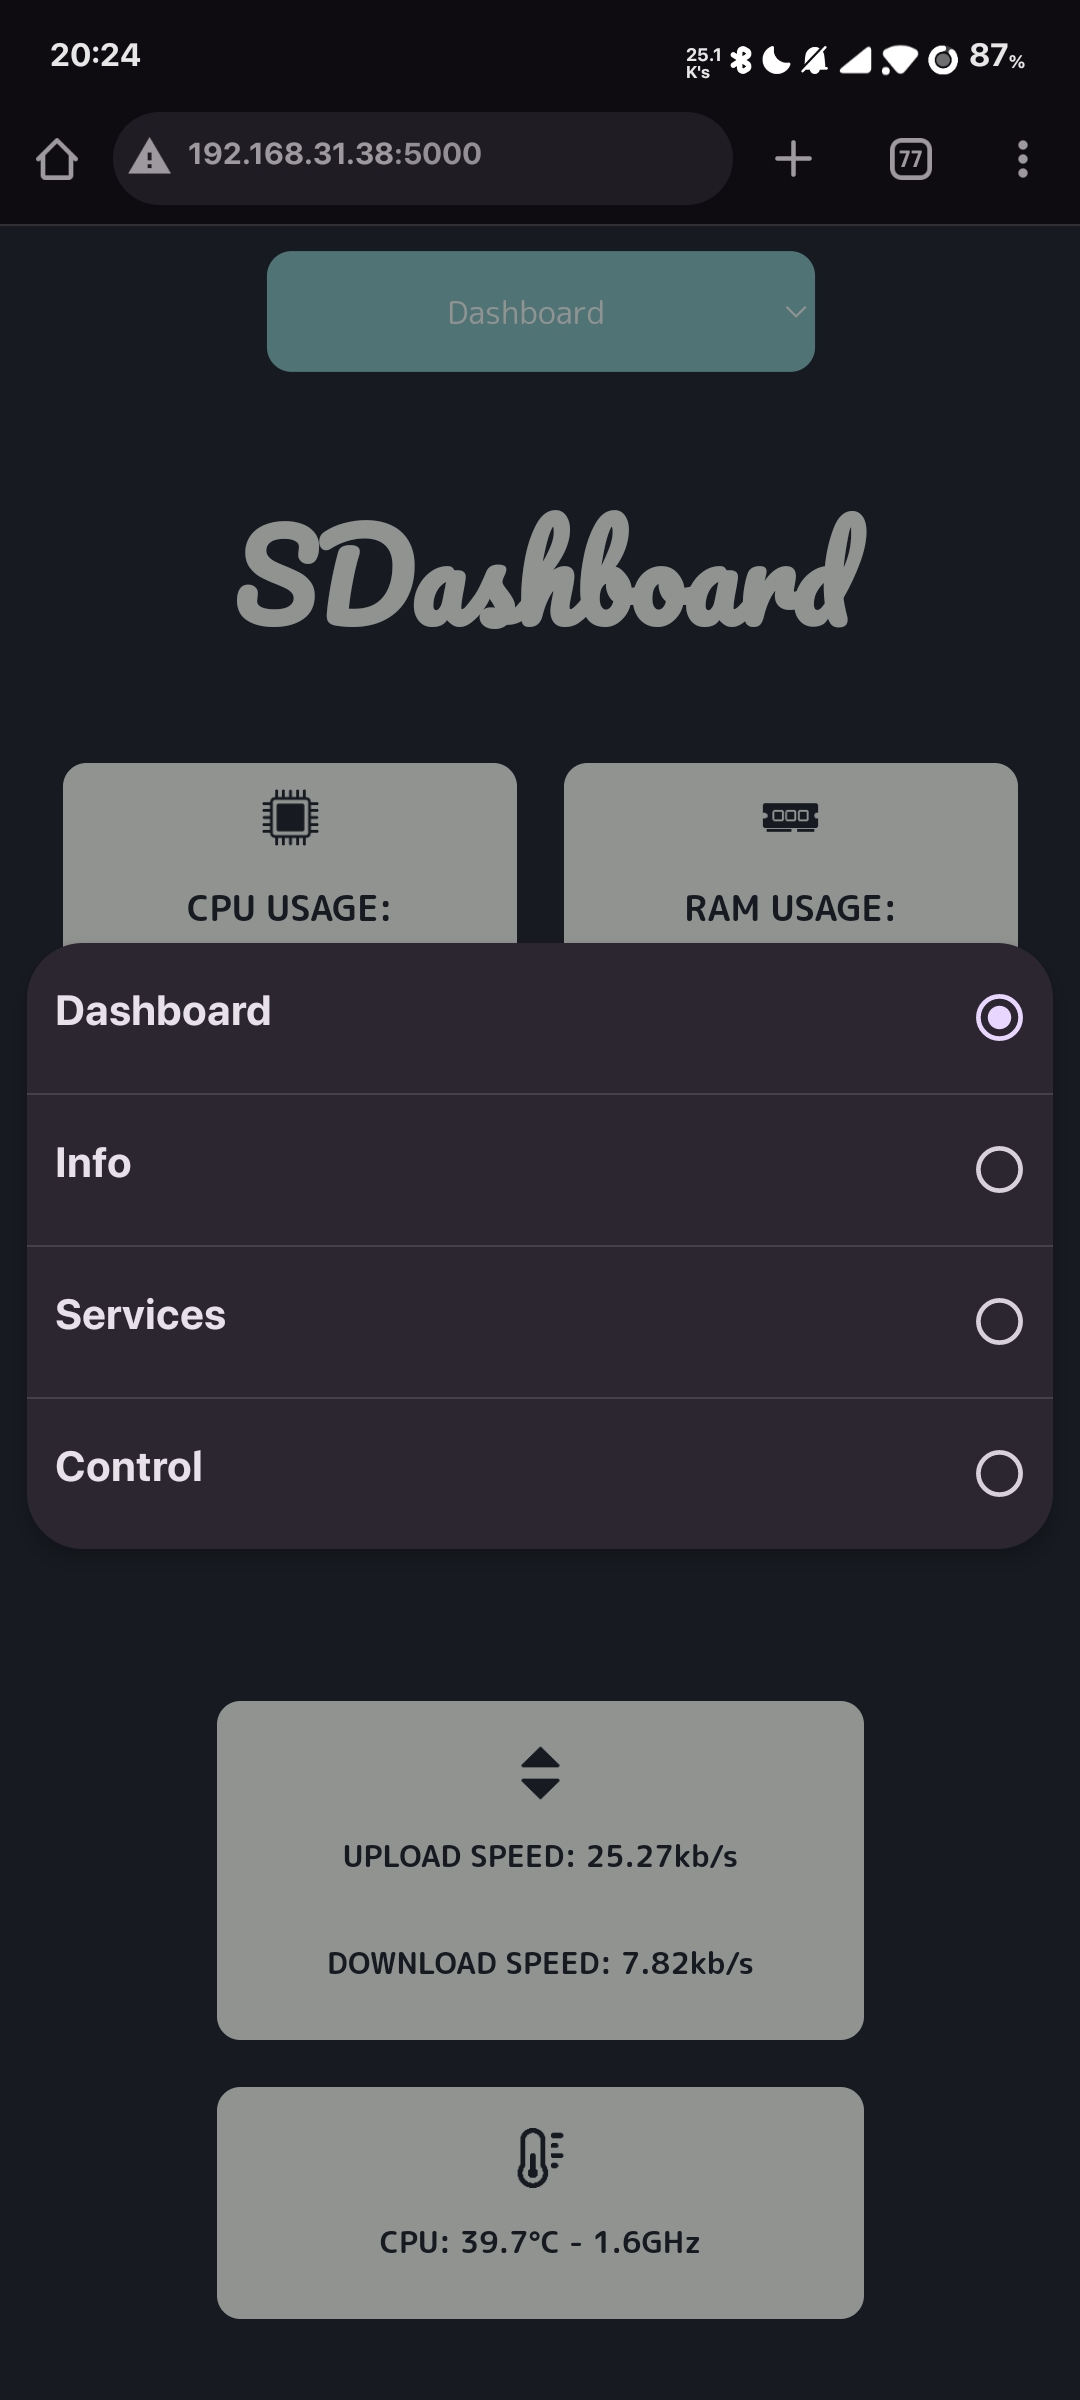 20:24
25.1
K's
87%
192.168.31.38:5000
77
Dashboard
SDashboard
CPU USAGE:
RAM USAGE:
Dashboard
Info
Services
Control
UPLOAD SPEED: 25.27kb/s
DOWNLOAD SPEED: 7.82kb/s
CPU: 39.7°C - 1.6GHz